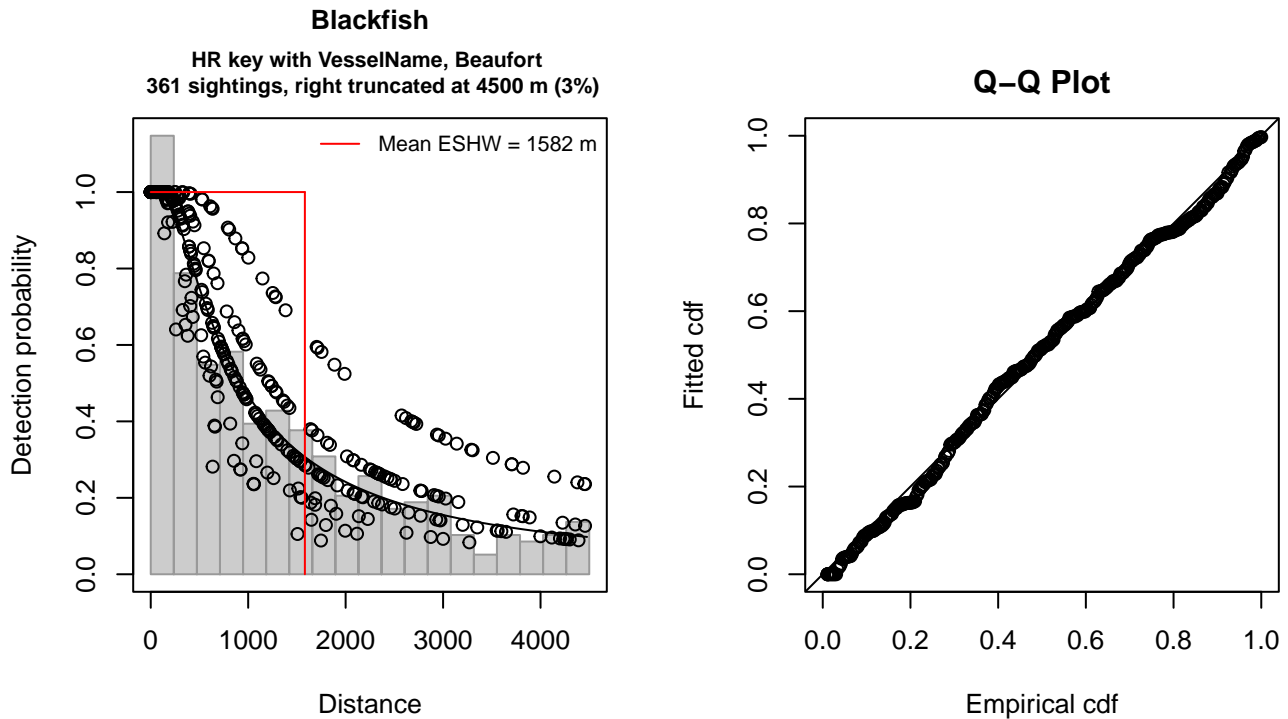 Blackfish
HR key with VesselName, Beaufort
361 sightings, right truncated at 4500 m (3%)
Mean ESHW = 1582 m
Detection probability
0.0 0.2 0.4 0.6 0.8 1.0
0 1000 2000 3000 4000
Distance
Q−Q Plot
Fitted cdf
0.0 0.2 0.4 0.6 0.8 1.0
0.0 0.2 0.4 0.6 0.8 1.0
Empirical cdf